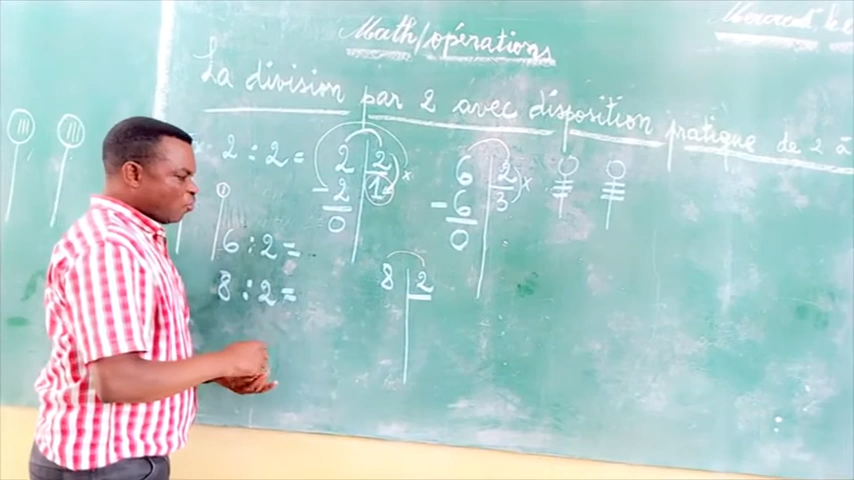 Math/opérations
La division par 2 avec disposition pratique de 2 à
2 : 2 =
2 | 2
- 2 | 1
0
6 | 2
- 6 | 3
0
6 : 2 =
8 : 2 =
8 | 2